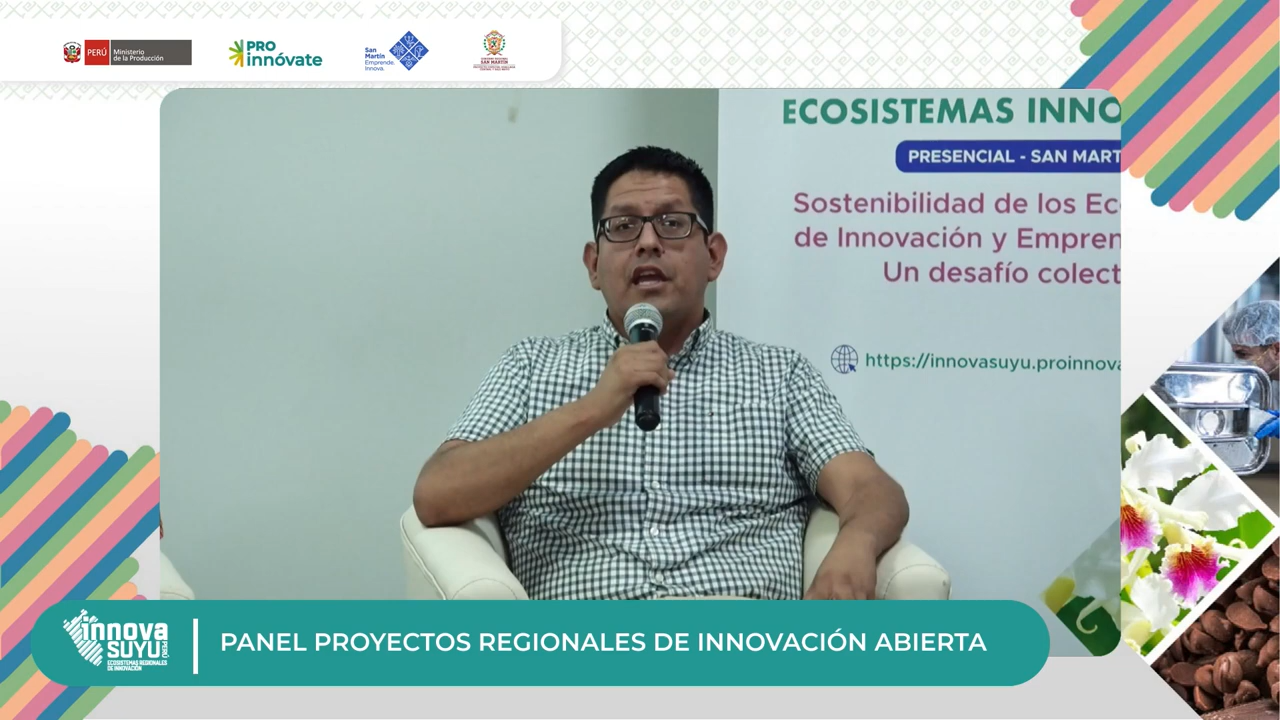 PERÚ
Ministerio
de la Producción
PRO
innóvate
San
Martín
Emprende.
Innova.
SAN MARTÍN
ECOSISTEMAS INNO
PRESENCIAL - SAN MART
Sostenibilidad de los Ec
de Innovación y Empren
Un desafío colect
https://innovasuyu.proinnova
innova
SUYU
PERÚ
ECOSISTEMAS REGIONALES
DE INNOVACIÓN
PANEL PROYECTOS REGIONALES DE INNOVACIÓN ABIERTA